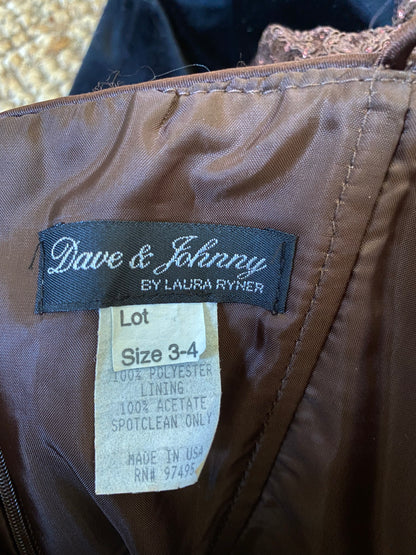 Dave & Johnny
BY LAURA RYNER
Lot
Size 3-4
100% POLYESTER
LINING
100% ACETATE
SPOTCLEAN ONLY
MADE IN USA
RN# 97495